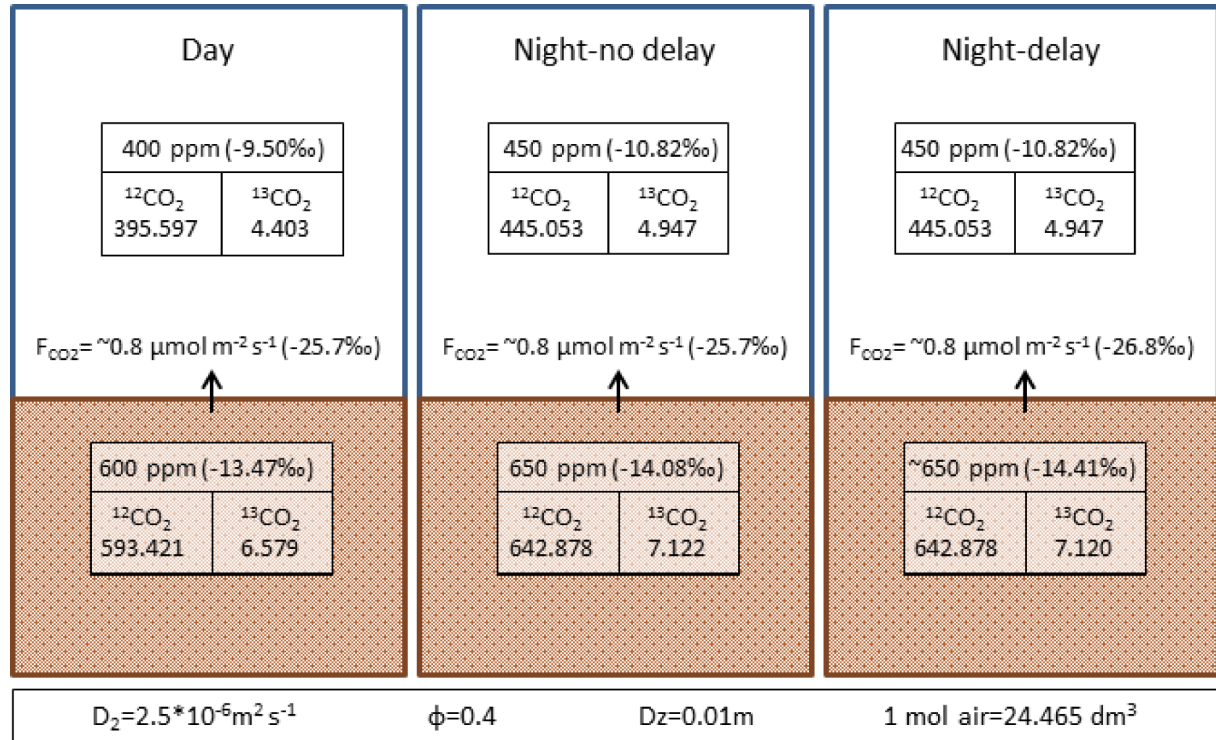 Day
400 ppm (-9.50‰)
¹²CO₂ ¹³CO₂
395.597 4.403
F_CO2= ~0.8 µmol m⁻² s⁻¹ (-25.7‰)
600 ppm (-13.47‰)
¹²CO₂ ¹³CO₂
593.421 6.579
Night-no delay
450 ppm (-10.82‰)
¹²CO₂ ¹³CO₂
445.053 4.947
F_CO2= ~0.8 µmol m⁻² s⁻¹ (-25.7‰)
650 ppm (-14.08‰)
¹²CO₂ ¹³CO₂
642.878 7.122
Night-delay
450 ppm (-10.82‰)
¹²CO₂ ¹³CO₂
445.053 4.947
F_CO2= ~0.8 µmol m⁻² s⁻¹ (-26.8‰)
~650 ppm (-14.41‰)
¹²CO₂ ¹³CO₂
642.878 7.120
D₂=2.5*10⁻⁶m² s⁻¹ ϕ=0.4 Dz=0.01m 1 mol air=24.465 dm³